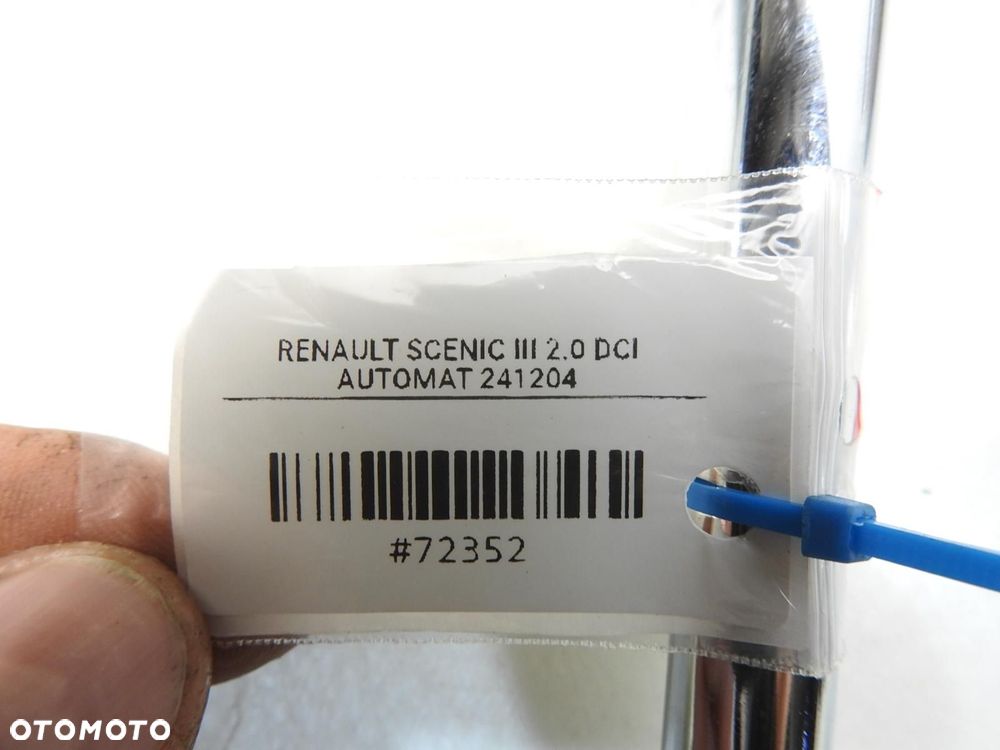 RENAULT SCENIC III 2.0 DCI
AUTOMAT 241204
#72352
OTOMOTO